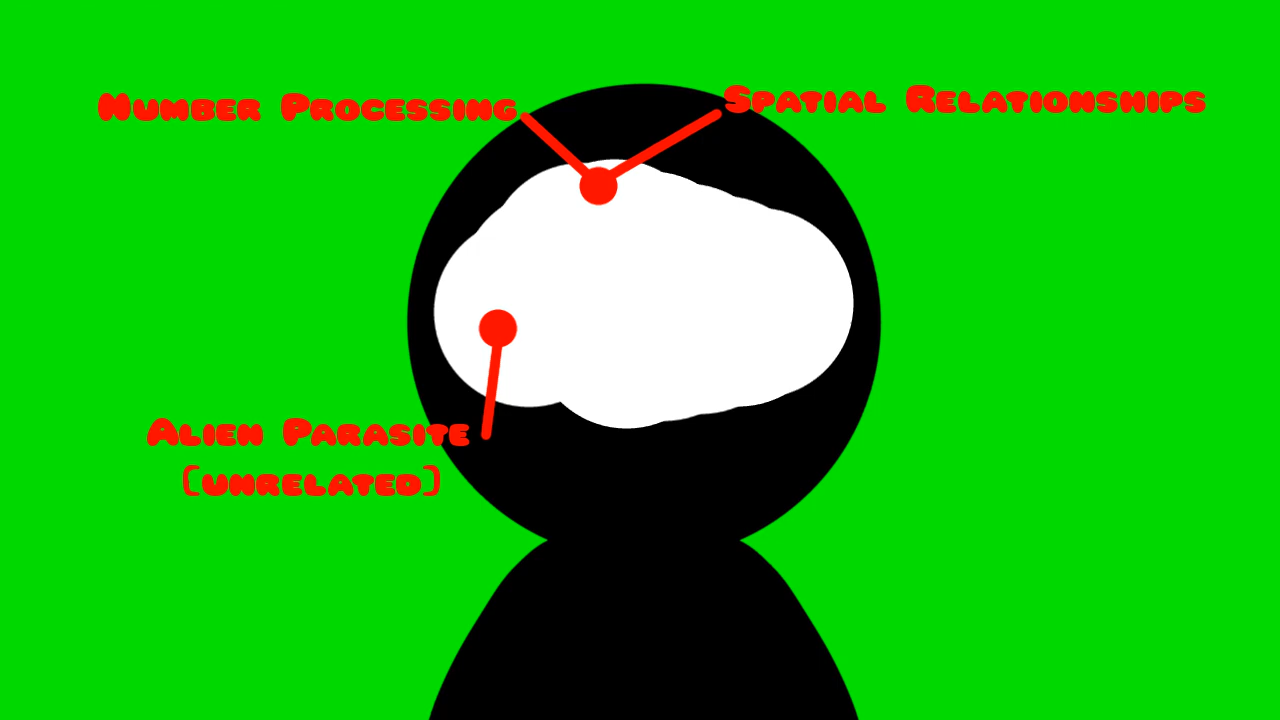 Number Processing
Spatial Relationships
Alien Parasite
(unrelated)